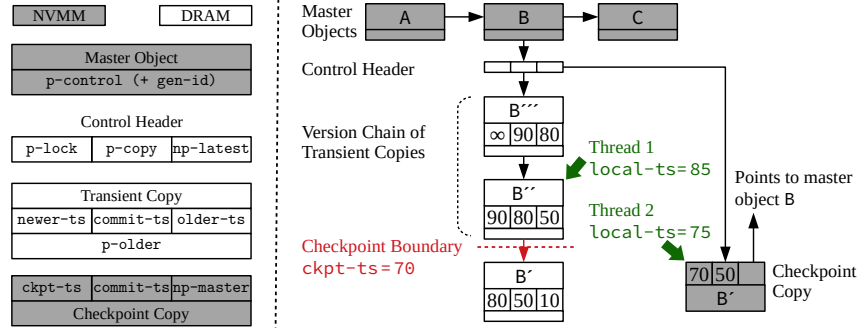 NVMM DRAM
Master Object
p-control (+ gen-id)
Control Header
p-lock p-copy np-latest
Transient Copy
newer-ts commit-ts older-ts
p-older
ckpt-ts commit-ts np-master
Checkpoint Copy
Master
Objects
A B C
Control Header
Version Chain of
Transient Copies
B´´´
∞ 90 80
B´´
90 80 50
Thread 1
local-ts=85
Thread 2
local-ts=75
Points to master
object B
Checkpoint Boundary
ckpt-ts=70
B´
80 50 10
70 50
B´
Checkpoint
Copy